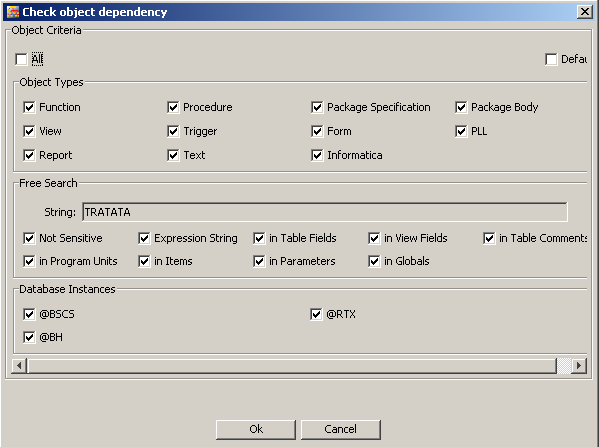 Check object dependency
Object Criteria
All Defau
Object Types
Function Procedure Package Specification Package Body
View Trigger Form PLL
Report Text Informatica
Free Search
String: TRATATA
Not Sensitive Expression String in Table Fields in View Fields in Table Comments
in Program Units in Items in Parameters in Globals
Database Instances
@BSCS @RTX
@BH
Ok Cancel